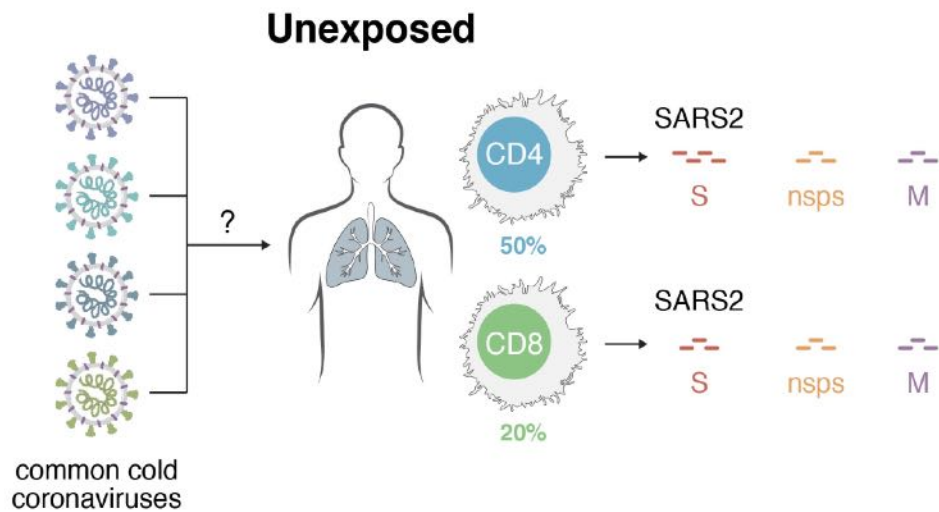 Unexposed
?
common cold
coronaviruses
CD4
50%
SARS2
S nsps M
CD8
20%
SARS2
S nsps M